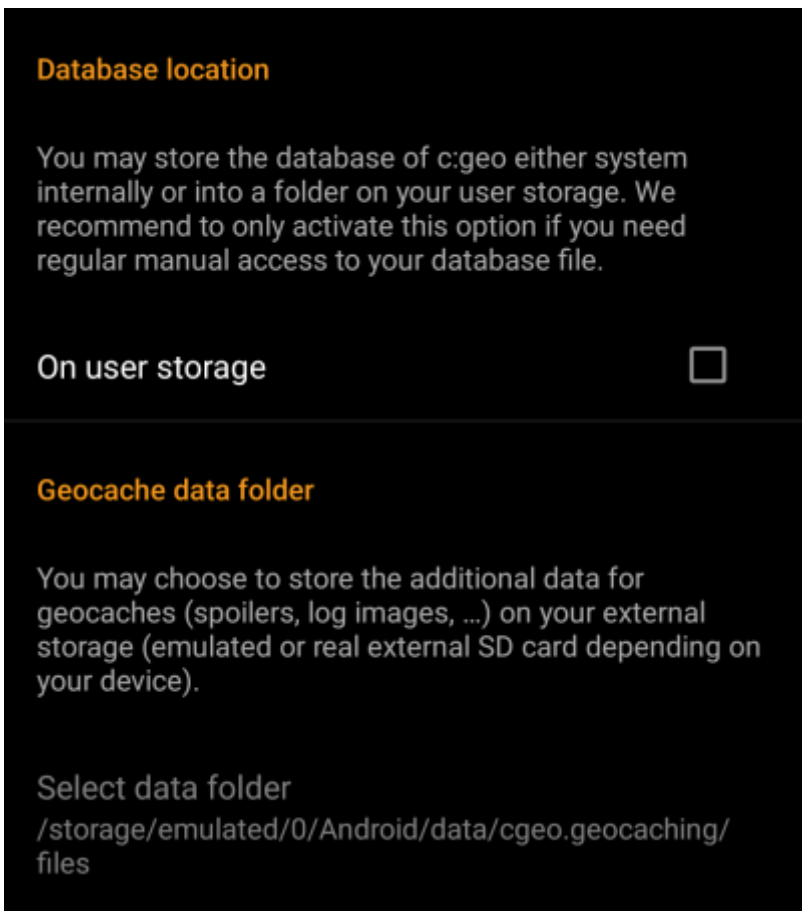 Database location
You may store the database of c:geo either system
internally or into a folder on your user storage. We
recommend to only activate this option if you need
regular manual access to your database file.
On user storage
Geocache data folder
You may choose to store the additional data for
geocaches (spoilers, log images, …) on your external
storage (emulated or real external SD card depending on
your device).
Select data folder
/storage/emulated/0/Android/data/cgeo.geocaching/
files